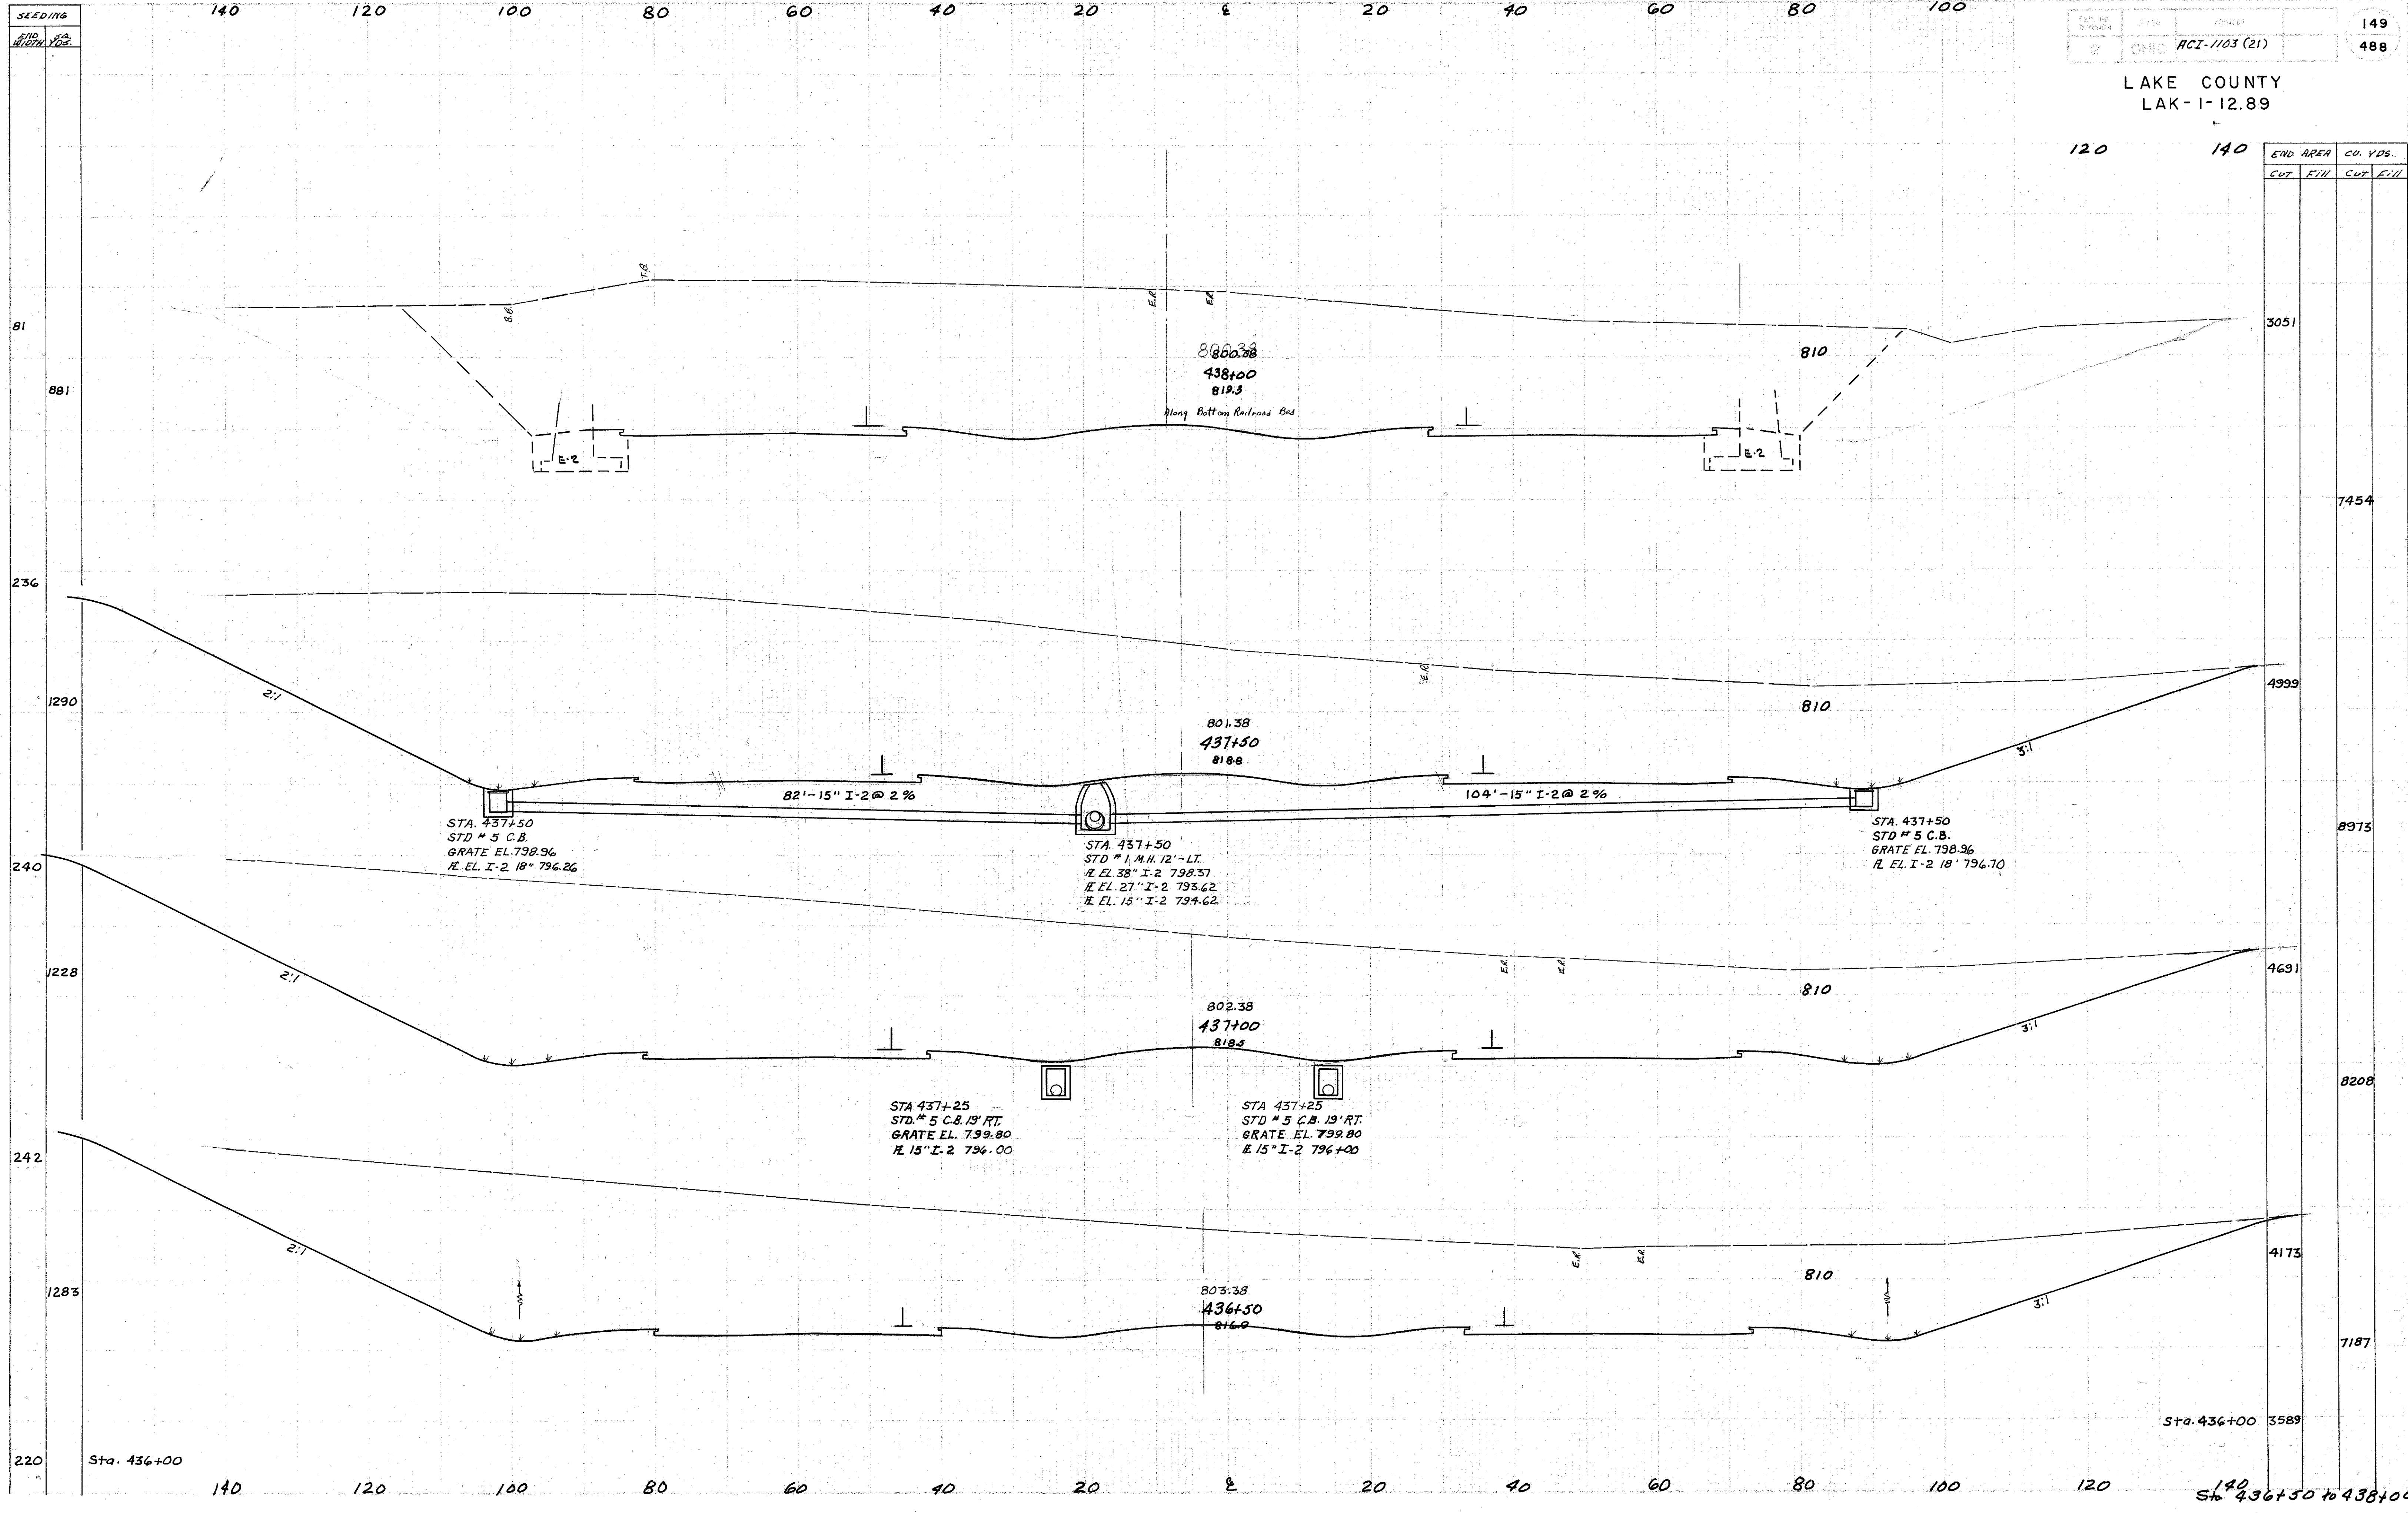 SEEDING
END WIDTH SQ. YDS.
140 120 100 80 60 40 20 ℄ 20 40 60 80 100
149
2 OHIO ACI-1103 (21) 488
LAKE COUNTY
LAK-1-12.89
120 140
END AREA CU. YDS.
CUT Fill CUT Fill
T.B.
B.B.
E.R. E.R.
81
3051
800.38
800.38
810
438+00
819.3
881
Along Bottom Railroad Bed
E-2 E-2
7454
236
E.R.
4999
2:1
1290
810
801.38
437+50
818.8
3:1
82'-15" I-2 @ 2%
104'-15" I-2 @ 2%
STA. 437+50
STD # 5 C.B.
GRATE EL. 798.96
FL EL. I-2 18" 796.26
STA. 437+50
STD # 1 M.H. 12'-LT.
FL EL. 38" I-2 798.37
FL EL. 27" I-2 793.62
FL EL. 15" I-2 794.62
STA. 437+50
STD # 5 C.B.
GRATE EL. 798.96
FL EL. I-2 18' 796.70
8973
240
E.R. E.R.
4691
2:1
1228
810
802.38
437+00
818.5
3:1
8208
STA 437+25
STD. # 5 C.B. 19' RT.
GRATE EL. 799.80
FL 15" I-2 796.00
STA 437+25
STD # 5 C.B. 19' RT.
GRATE EL. 799.80
FL 15" I-2 796+00
242
2:1
E.R. E.R.
4173
810
1283
803.38
436+50
816.9
3:1
7187
Sta. 436+00 3589
220 Sta. 436+00
140 120 100 80 60 40 20 ℄ 20 40 60 80 100 120 140
Sta 436+50 to 438+00